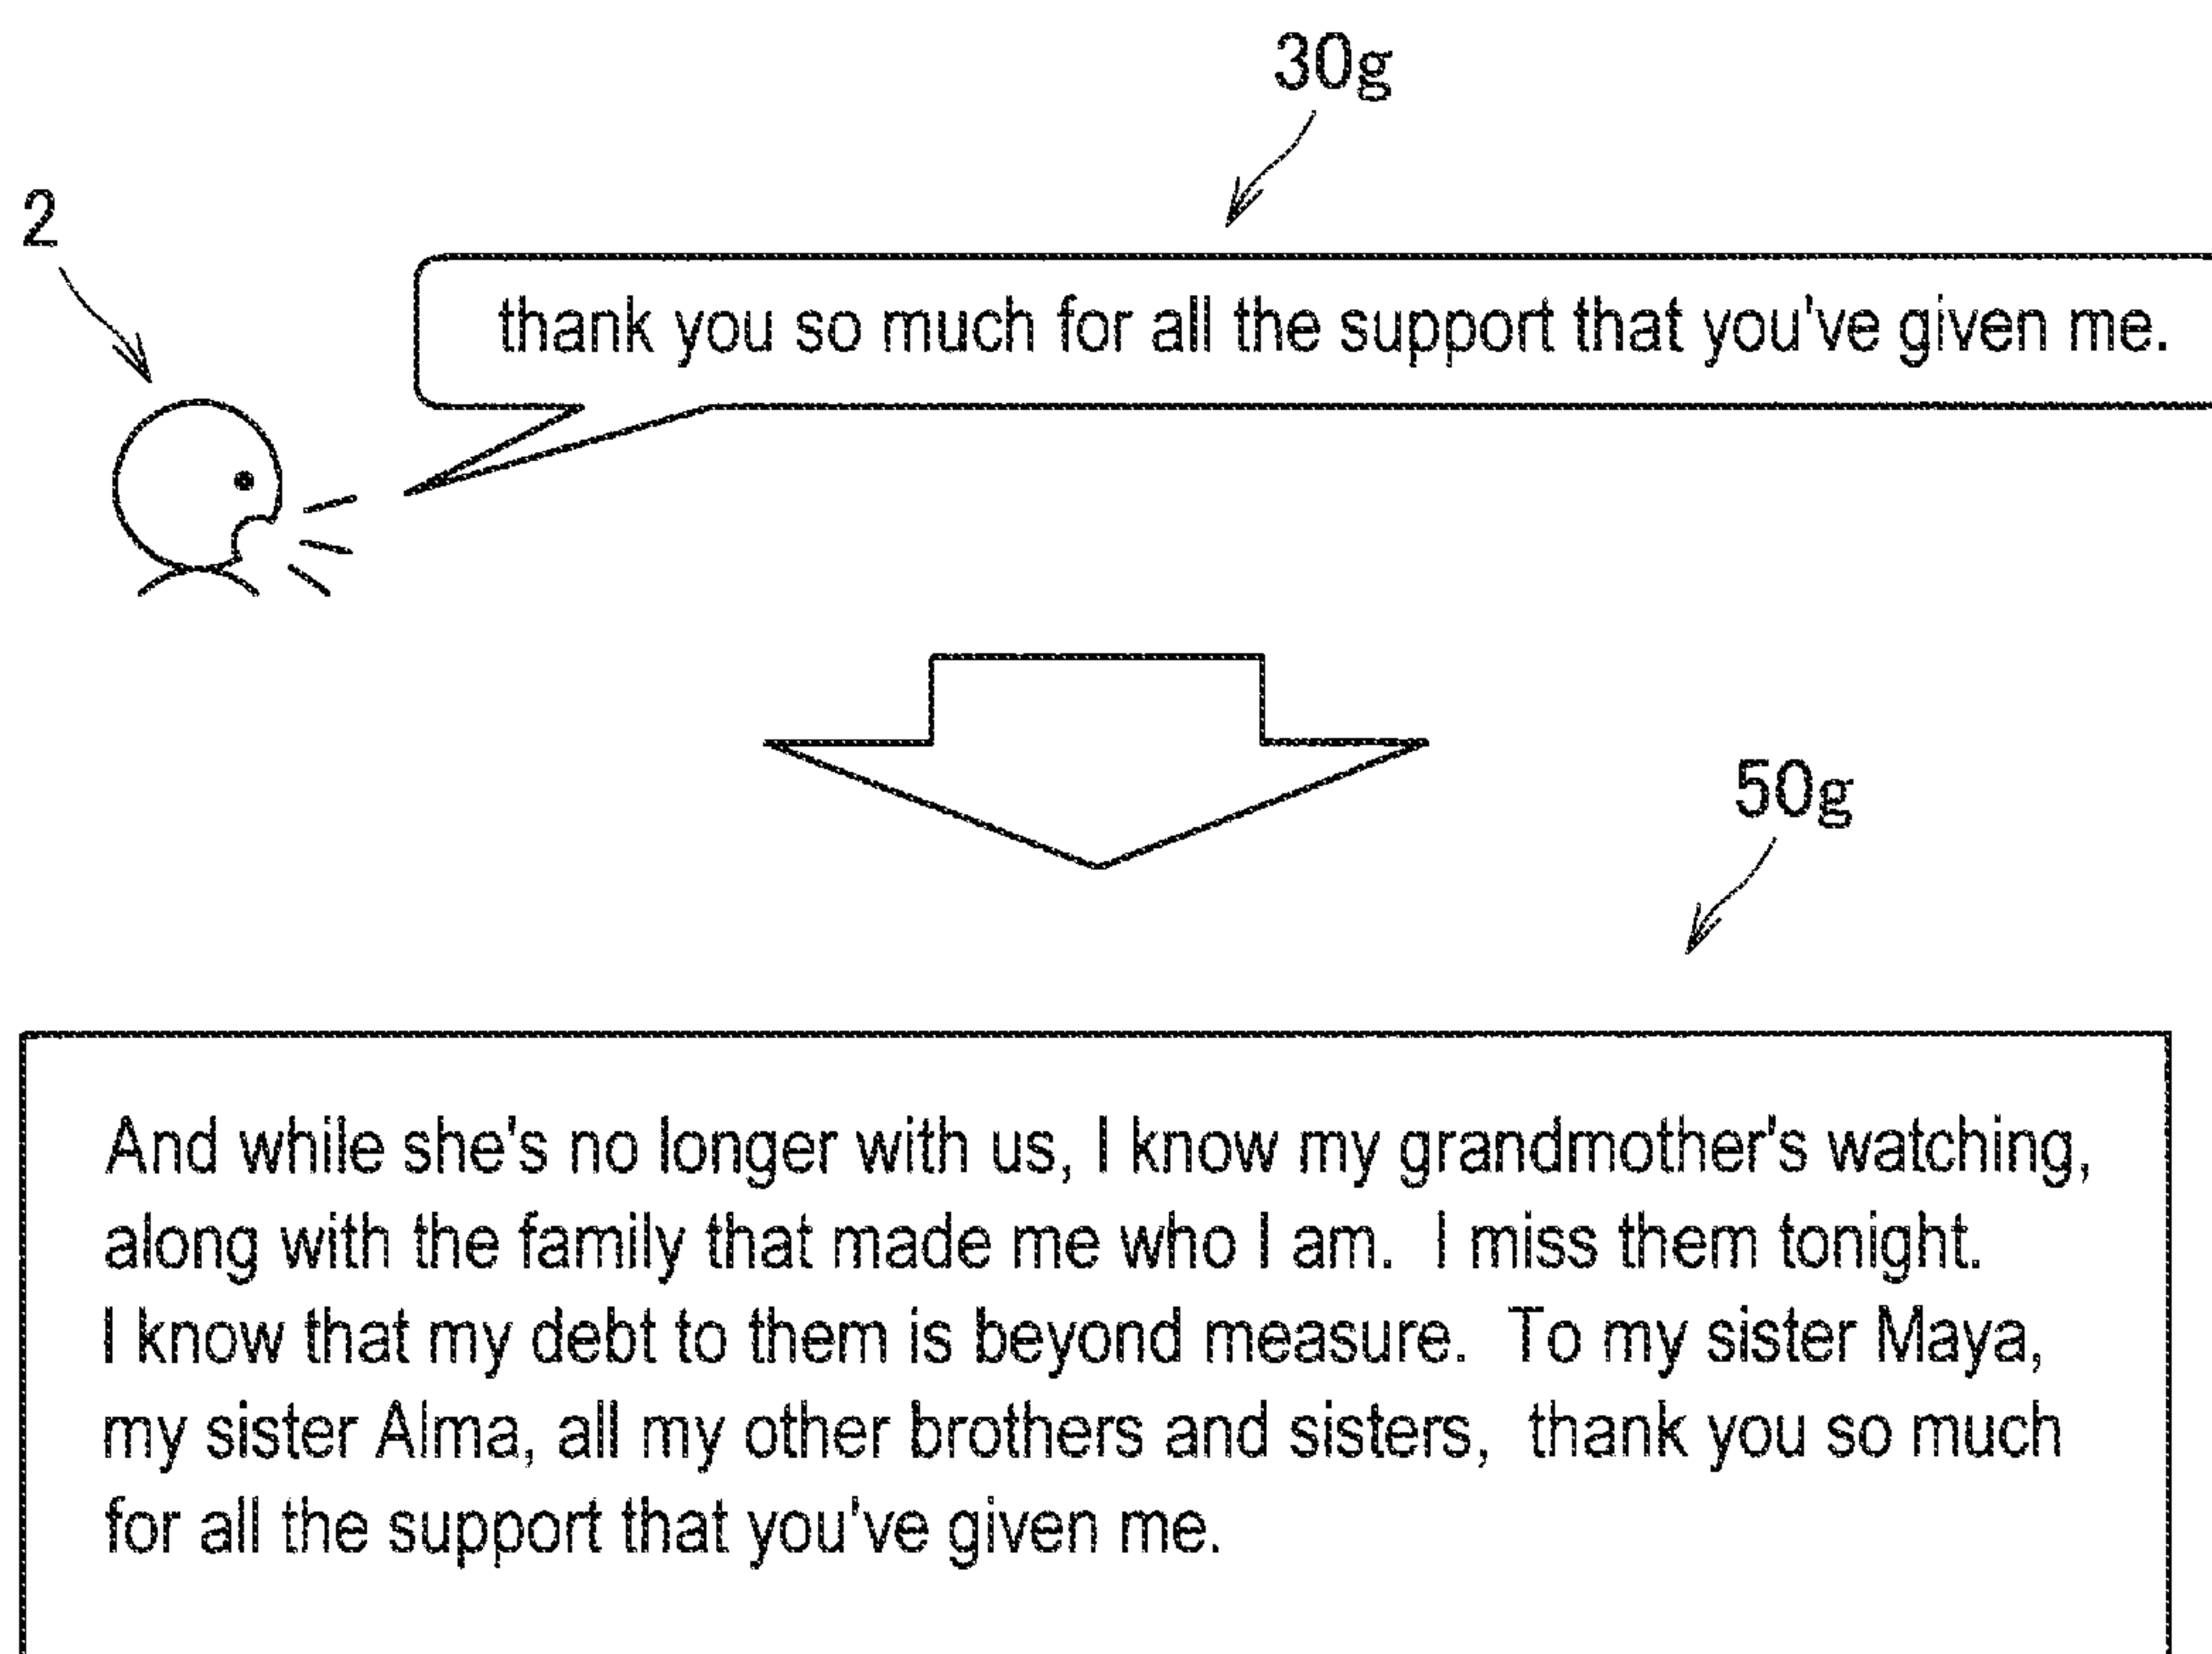 30g
2
thank you so much for all the support that you've given me.
50g
And while she's no longer with us, I know my grandmother's watching,
along with the family that made me who I am.  I miss them tonight.
I know that my debt to them is beyond measure.  To my sister Maya,
my sister Alma, all my other brothers and sisters,  thank you so much
for all the support that you've given me.